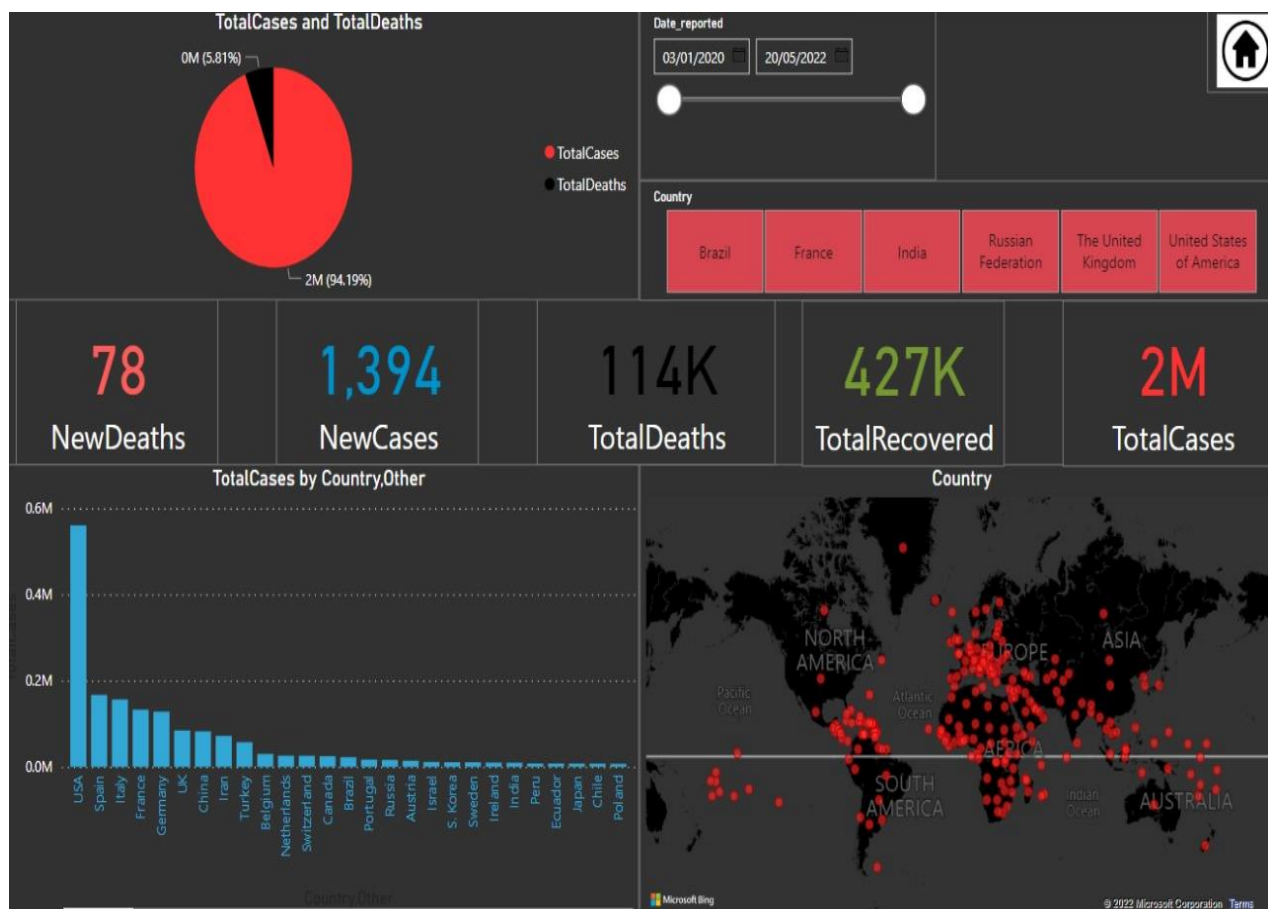 TotalCases and TotalDeaths
0M (5.81%)
2M (94.19%)
TotalCases
TotalDeaths
Date_reported
03/01/2020
20/05/2022
Country
Brazil
France
India
Russian
Federation
The United
Kingdom
United States
of America
78
NewDeaths
1,394
NewCases
114K
TotalDeaths
427K
TotalRecovered
2M
TotalCases
TotalCases by Country,Other
0.6M
0.4M
0.2M
0.0M
USA
Spain
Italy
France
Germany
UK
China
Iran
Turkey
Belgium
Netherlands
Switzerland
Canada
Brazil
Portugal
Russia
Austria
Israel
S. Korea
Sweden
Ireland
India
Peru
Ecuador
Japan
Chile
Poland
Country,Other
Country
NORTH
AMERICA
EUROPE
ASIA
Pacific
Ocean
Atlantic
Ocean
AFRICA
SOUTH
AMERICA
Indian
Ocean
AUSTRALIA
Microsoft Bing
© 2022 Microsoft Corporation Terms